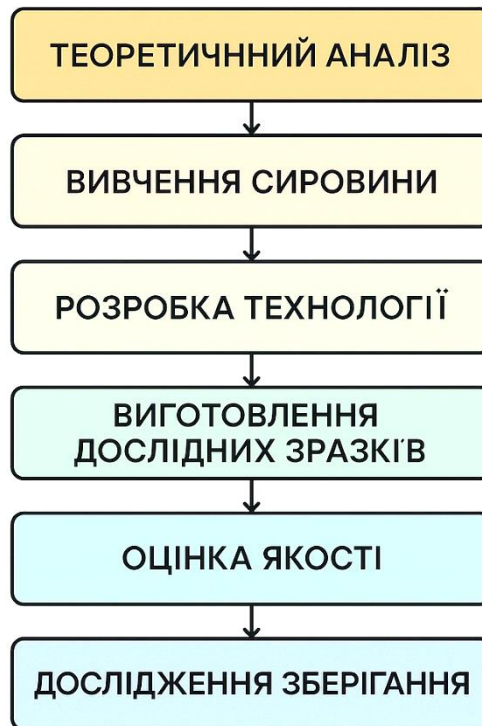 ТЕОРЕТИЧННИЙ АНАЛІЗ
ВИВЧЕННЯ СИРОВИНИ
РОЗРОБКА ТЕХНОЛОГІЇ
ВИГОТОВЛЕННЯ
ДОСЛІДНИХ ЗРАЗКІ'В
ОЦІНКА ЯКОСТІ
ДОСЛІДЖЕННЯ ЗБЕРІГАННЯ